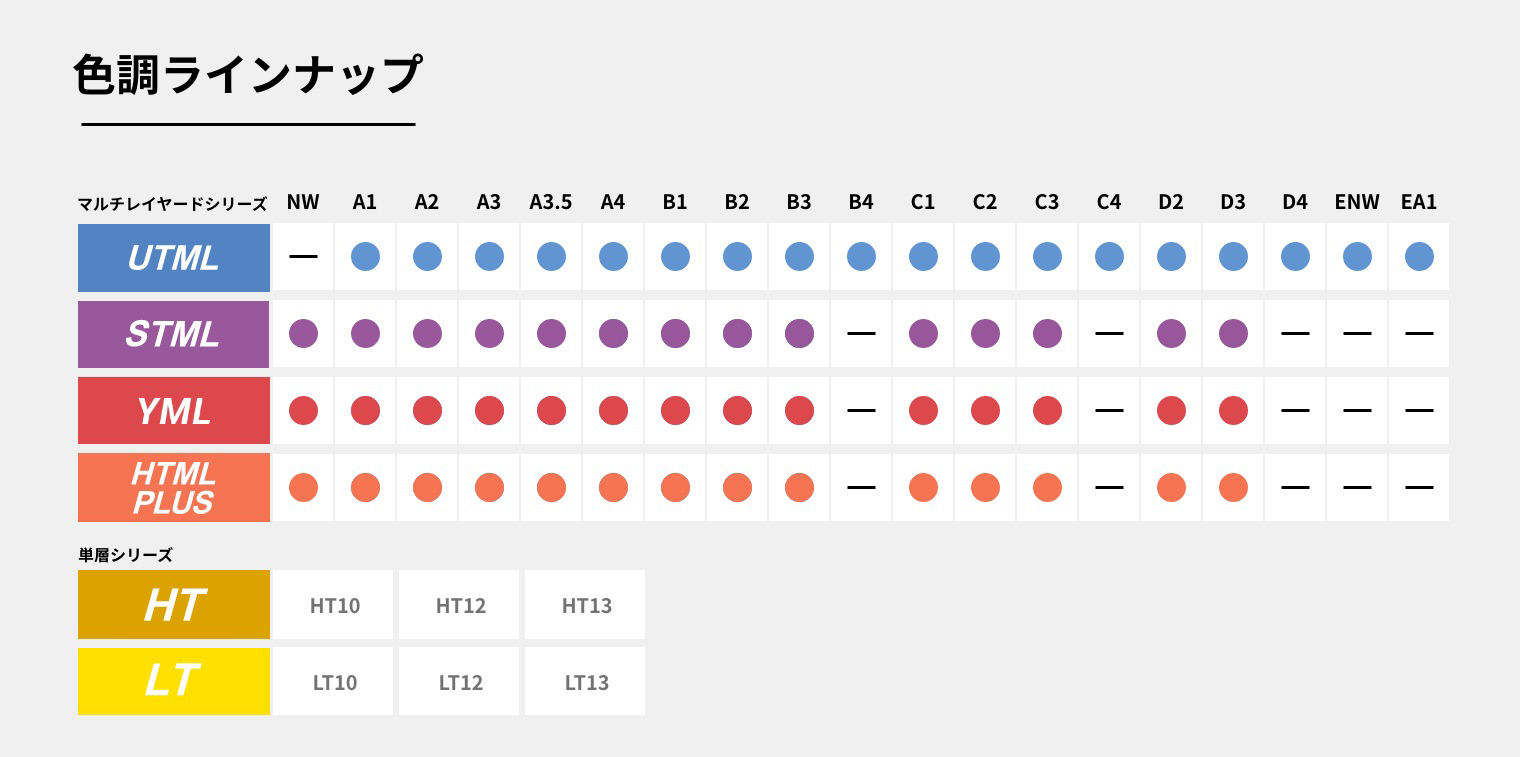 色調ラインナップ
マルチレイヤードシリーズ NW A1 A2 A3 A3.5 A4 B1 B2 B3 B4 C1 C2 C3 C4 D2 D3 D4 ENW EA1
UTML —
STML — — — — —
YML — — — — —
HTML
PLUS — — — — —
単層シリーズ
HT HT10 HT12 HT13
LT LT10 LT12 LT13